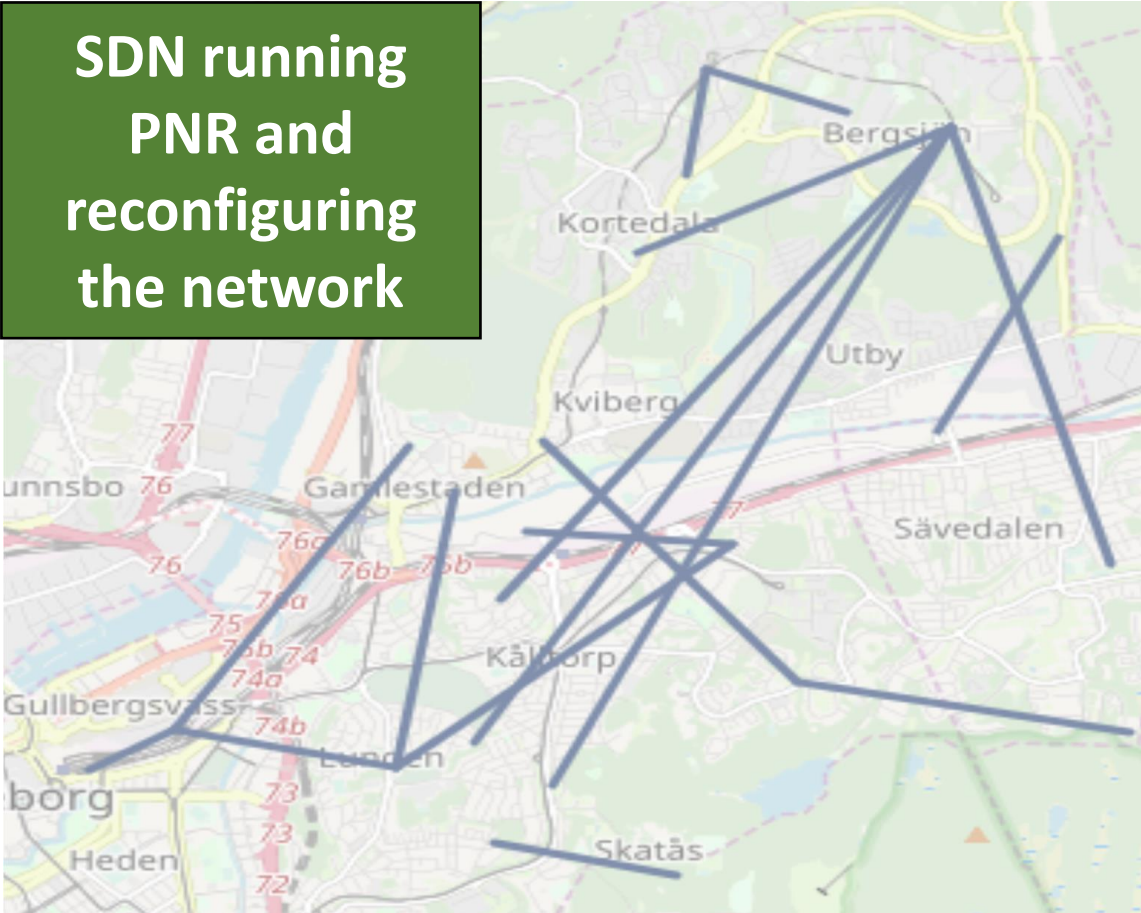 SDN running
PNR and
reconfiguring
the network
Bergsjön
Kortedala
Utby
Kviberg
77
unnsbo
76
Gamlestaden
77
Sävedalen
76c
76
76b
75b
75a
75
75b
74
Kålltorp
74a
Gullbergsvass
74b
Lunden
borg
73
73
Skatås
Heden
72